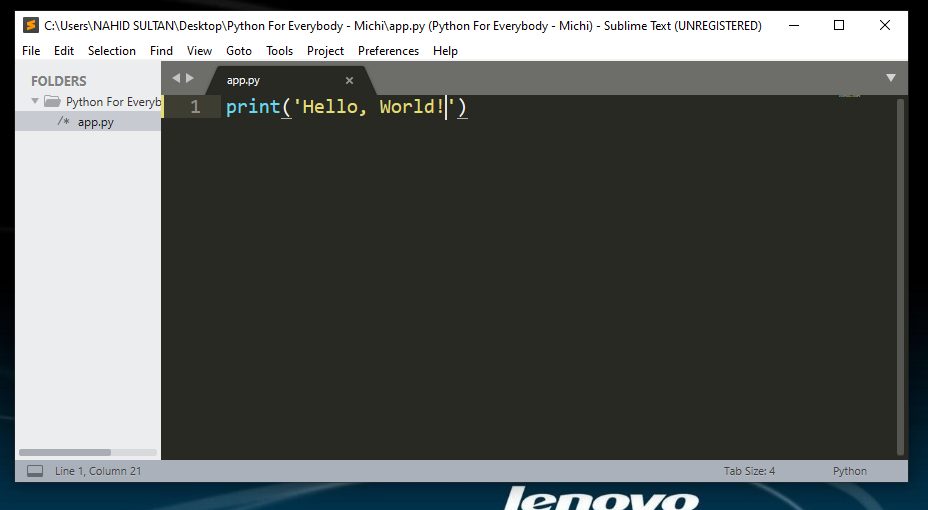 C:\Users\NAHID SULTAN\Desktop\Python For Everybody - Michi\app.py (Python For Everybody - Michi) - Sublime Text (UNREGISTERED)
File Edit Selection Find View Goto Tools Project Preferences Help
FOLDERS
Python For Everyb
/* app.py
app.py
1 print('Hello, World!')
Line 1, Column 21
Tab Size: 4
Python
lenovo